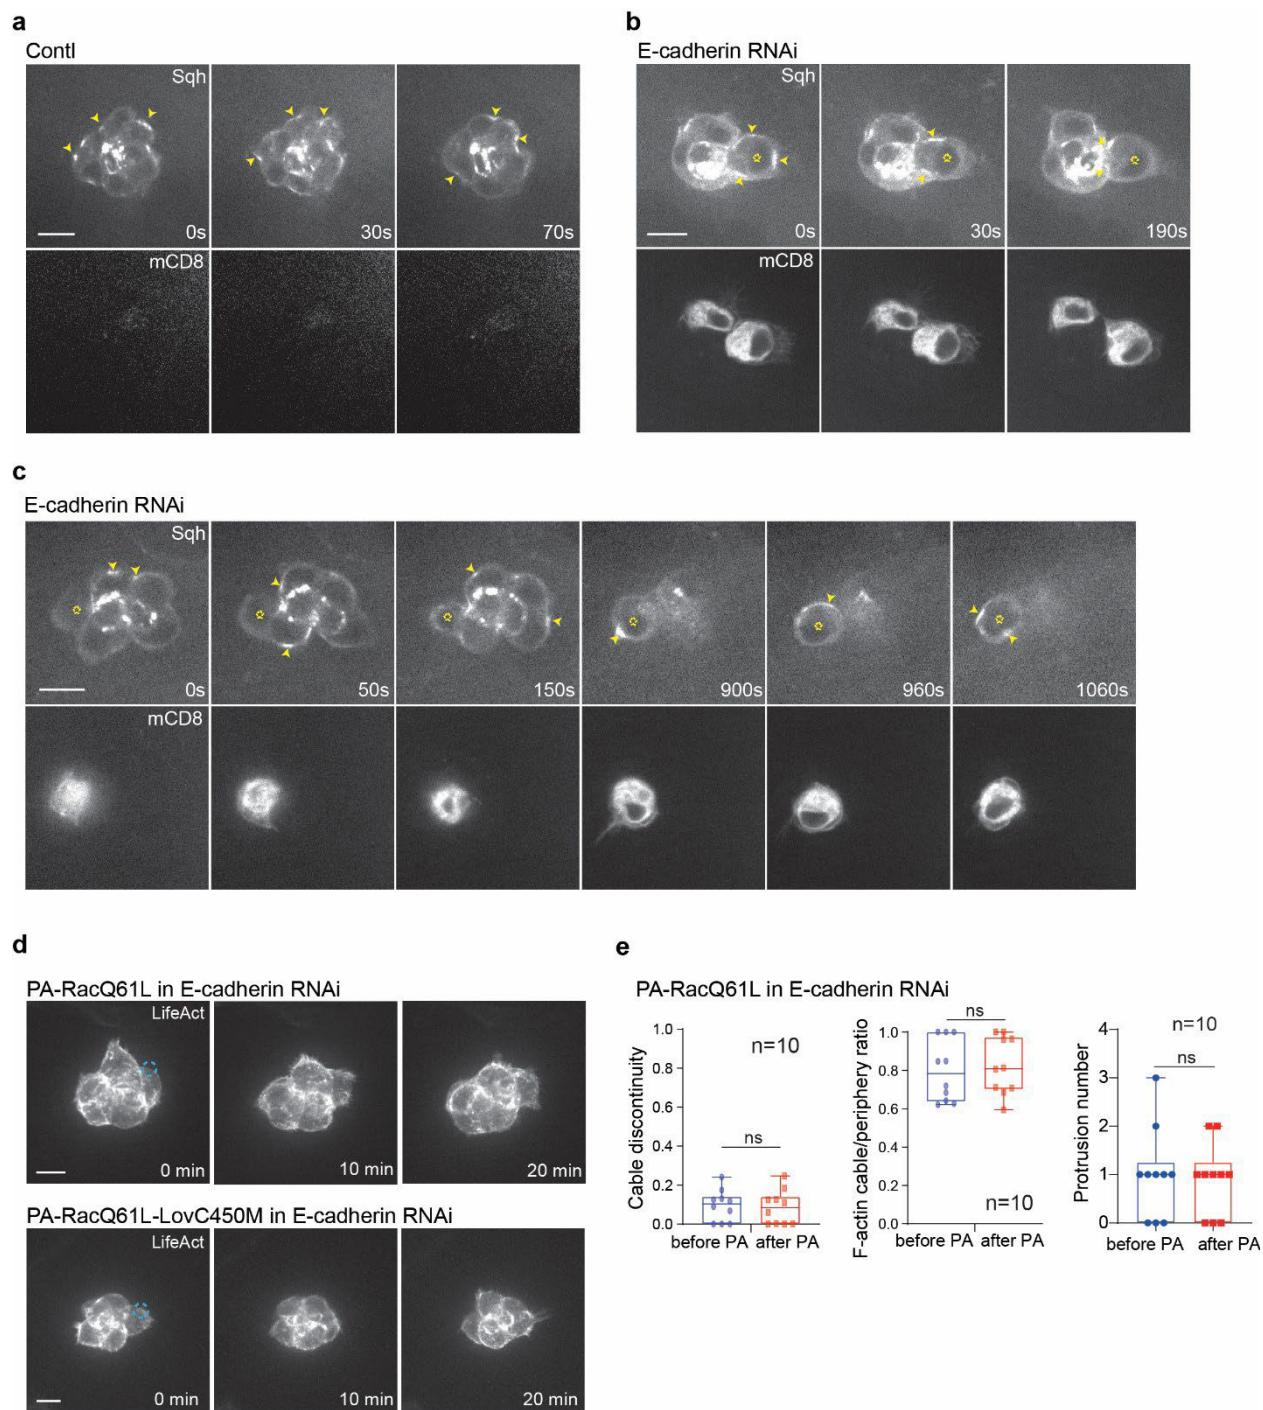 a
Contl
Sqh
0s
30s
70s
mCD8
b
E-cadherin RNAi
Sqh
0s
30s
190s
mCD8
c
E-cadherin RNAi
Sqh
0s
50s
150s
900s
960s
1060s
mCD8
d
PA-RacQ61L in E-cadherin RNAi
LifeAct
0 min
10 min
20 min
PA-RacQ61L-LovC450M in E-cadherin RNAi
LifeAct
0 min
10 min
20 min
e
PA-RacQ61L in E-cadherin RNAi
Cable discontinuity
1.0
0.8
0.6
0.4
0.2
0.0
n=10
ns
before PA after PA
F-actin cable/periphery ratio
1.0
0.8
0.6
0.4
0.2
0.0
ns
n=10
before PA after PA
Protrusion number
4
3
2
1
0
n=10
ns
before PA after PA